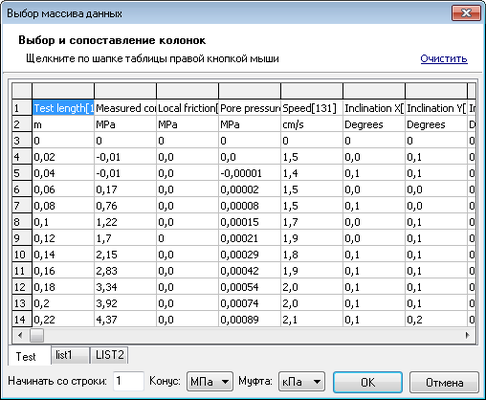 Выбор массива данных
Выбор и сопоставление колонок
Щелкните по шапке таблицы правой кнопкой мыши Очистить
1 Test length[1 Measured co Local friction[ Pore pressure Speed[131] Inclination X[ Inclination Y[ I
2 m MPa MPa MPa cm/s Degrees Degrees D
3 0 0 0 0 0 0 0 0
4 0,02 -0,01 0,0 0,0 1,5 0,0 0,1 0
5 0,04 -0,01 0,0 -0,00001 1,4 0,1 0,1 0
6 0,06 0,17 0,0 0,00002 1,5 0,0 0,0 0
7 0,08 0,76 0,0 0,00008 1,5 0,1 0,0 0
8 0,1 1,22 0,0 0,00015 1,7 0,0 0,1 0
9 0,12 1,7 0 0,00021 1,9 0,0 0,1 0
10 0,14 2,15 0,0 0,00029 1,8 0,1 0,1 0
11 0,16 2,83 0,0 0,00042 1,9 0,1 0,1 0
12 0,18 3,34 0,0 0,00054 2,0 0,1 0,1 0
13 0,2 3,92 0,0 0,00074 2,0 0,1 0,1 0
14 0,22 4,37 0,0 0,00089 2,1 0,1 0,2 0
Test list1 LIST2
Начинать со строки: 1 Конус: МПа Муфта: кПа OK Отмена